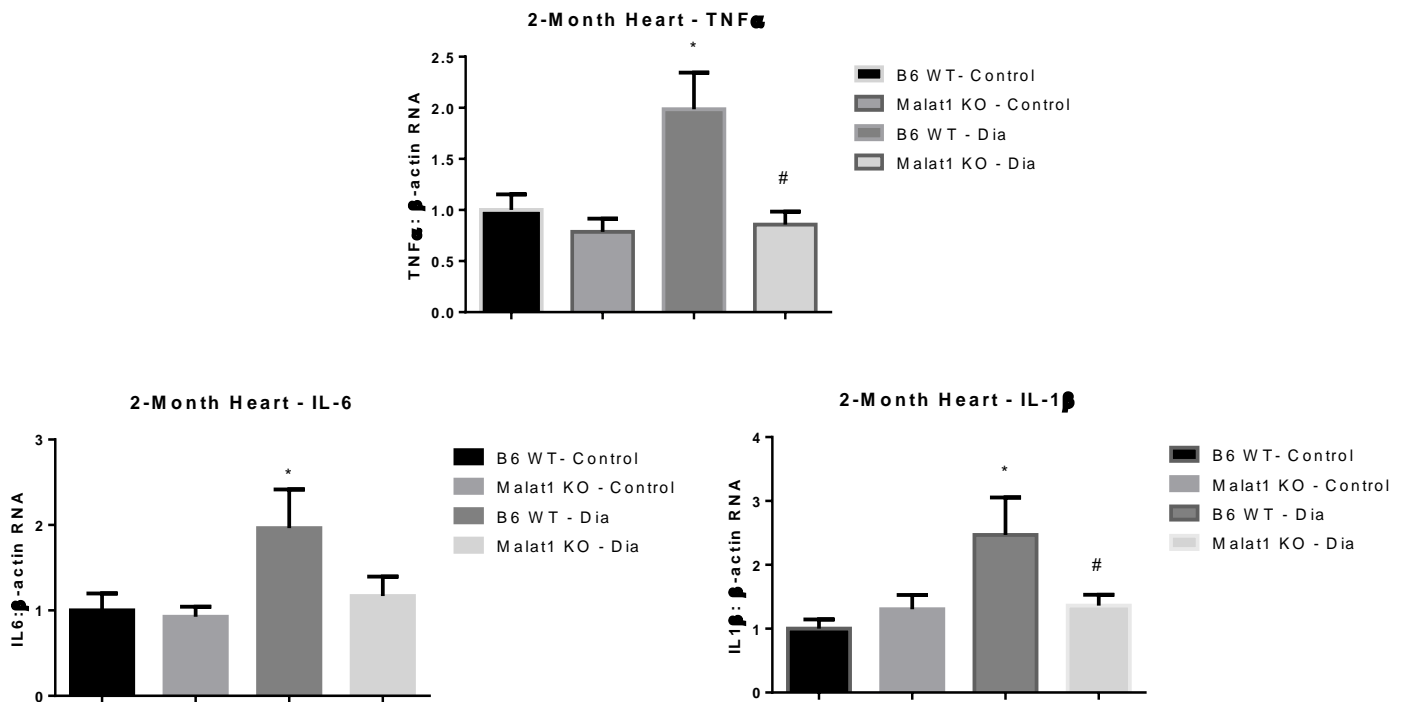 2-Month Heart - TNFα
*
#
TNFα: β-actin RNA
2.5
2.0
1.5
1.0
0.5
0.0
B6 WT- Control
Malat1 KO - Control
B6 WT - Dia
Malat1 KO - Dia
2-Month Heart - IL-6
*
IL6:β-actin RNA
3
2
1
0
B6 WT- Control
Malat1 KO - Control
B6 WT - Dia
Malat1 KO - Dia
2-Month Heart - IL-1β
*
#
IL1β: β-actin RNA
4
3
2
1
0
B6 WT- Control
Malat1 KO - Control
B6 WT - Dia
Malat1 KO - Dia